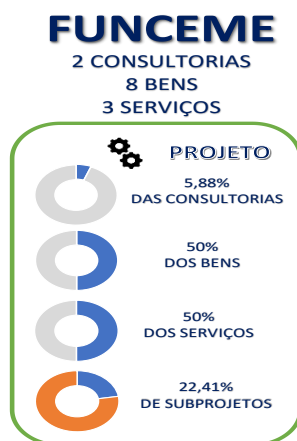 FUNCEME
2 CONSULTORIAS
8 BENS
3 SERVIÇOS
PROJETO
5,88%
DAS CONSULTORIAS
50%
DOS BENS
50%
DOS SERVIÇOS
22,41%
DE SUBPROJETOS